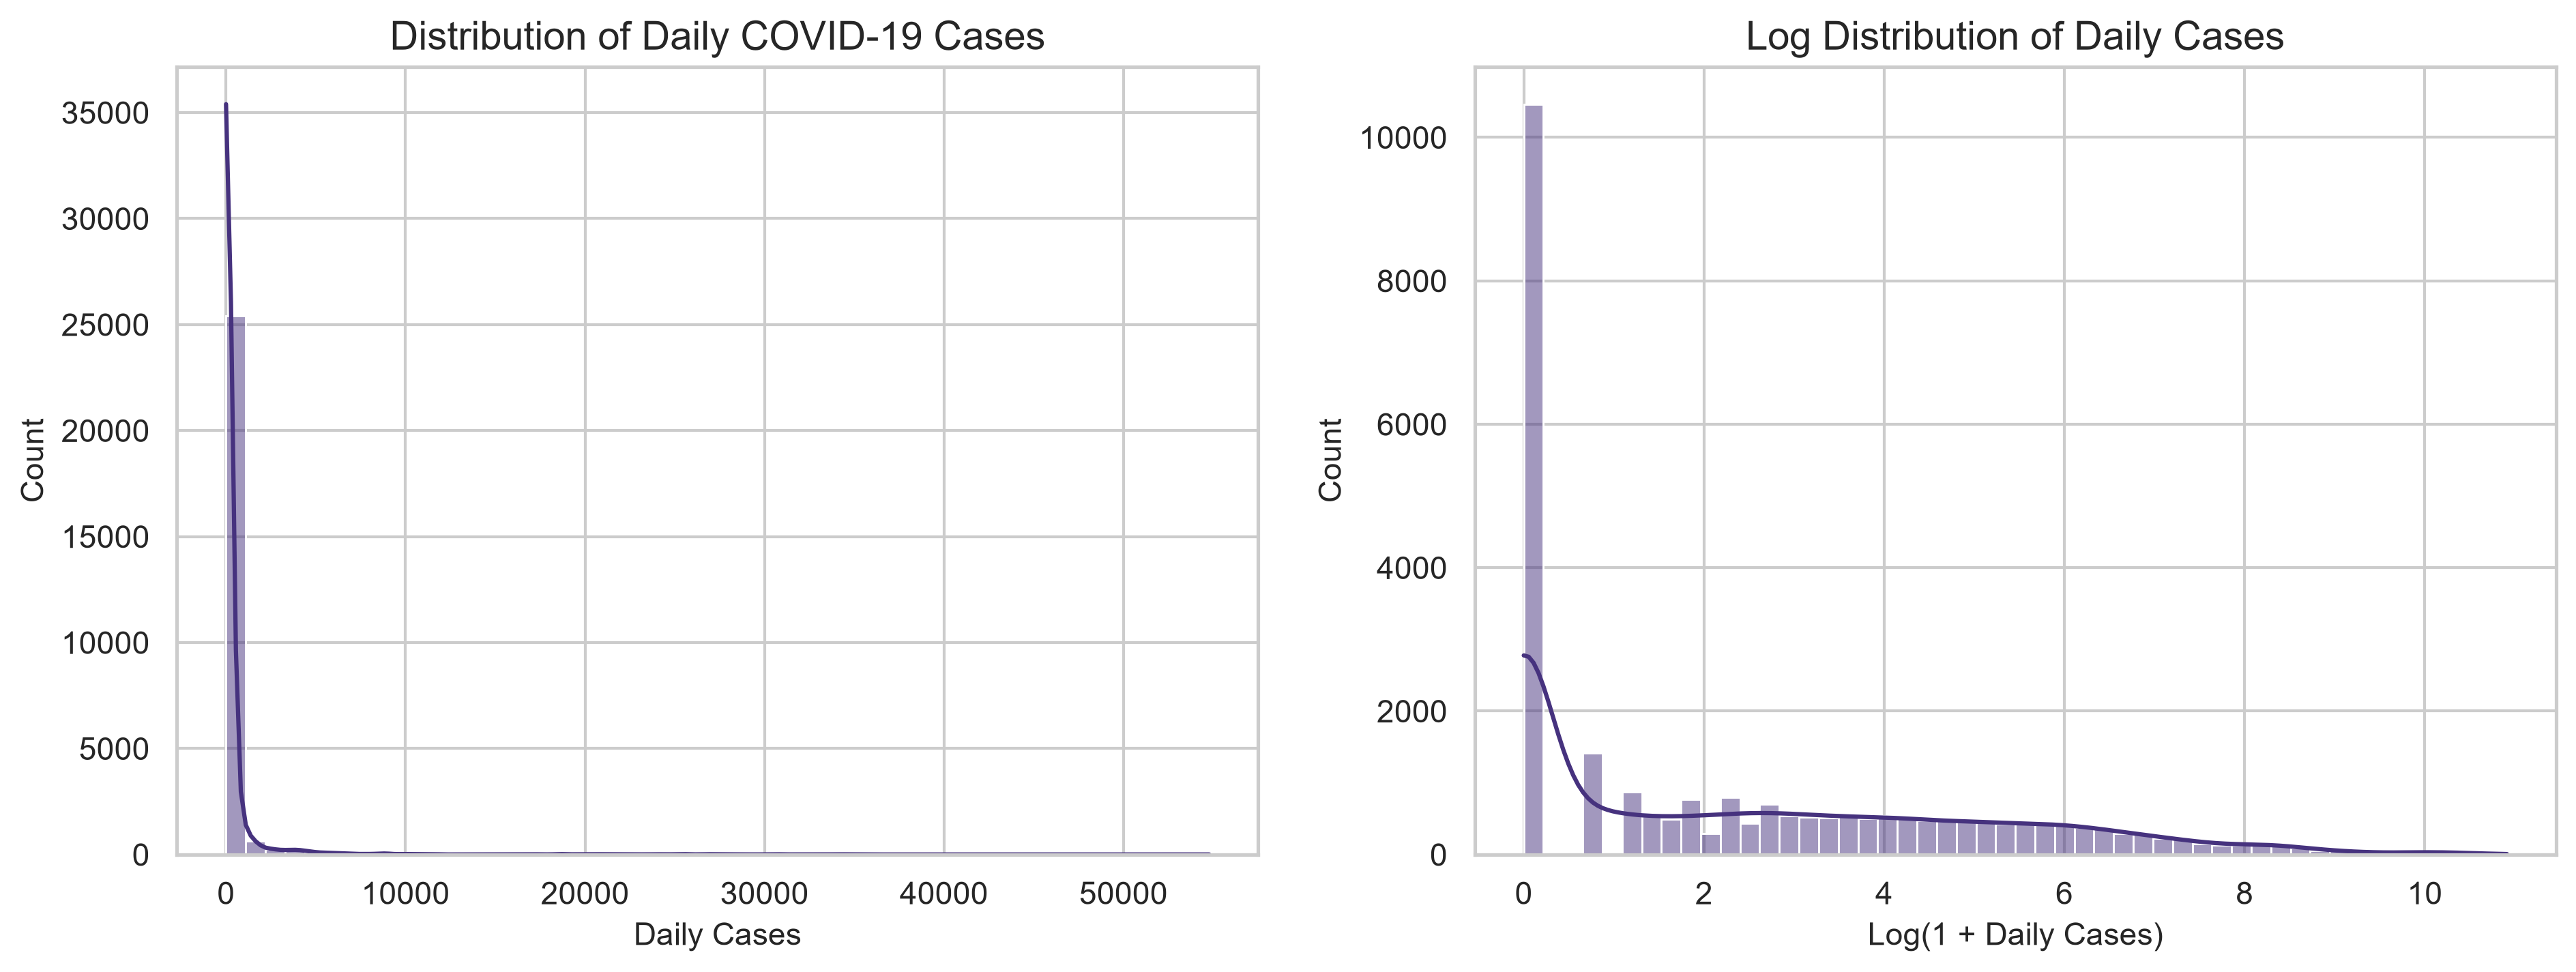 Distribution of Daily COVID-19 Cases
35000
30000
25000
20000
15000
10000
5000
0
Count
0 10000 20000 30000 40000 50000
Daily Cases
Log Distribution of Daily Cases
10000
8000
6000
4000
2000
0
Count
0 2 4 6 8 10
Log(1 + Daily Cases)